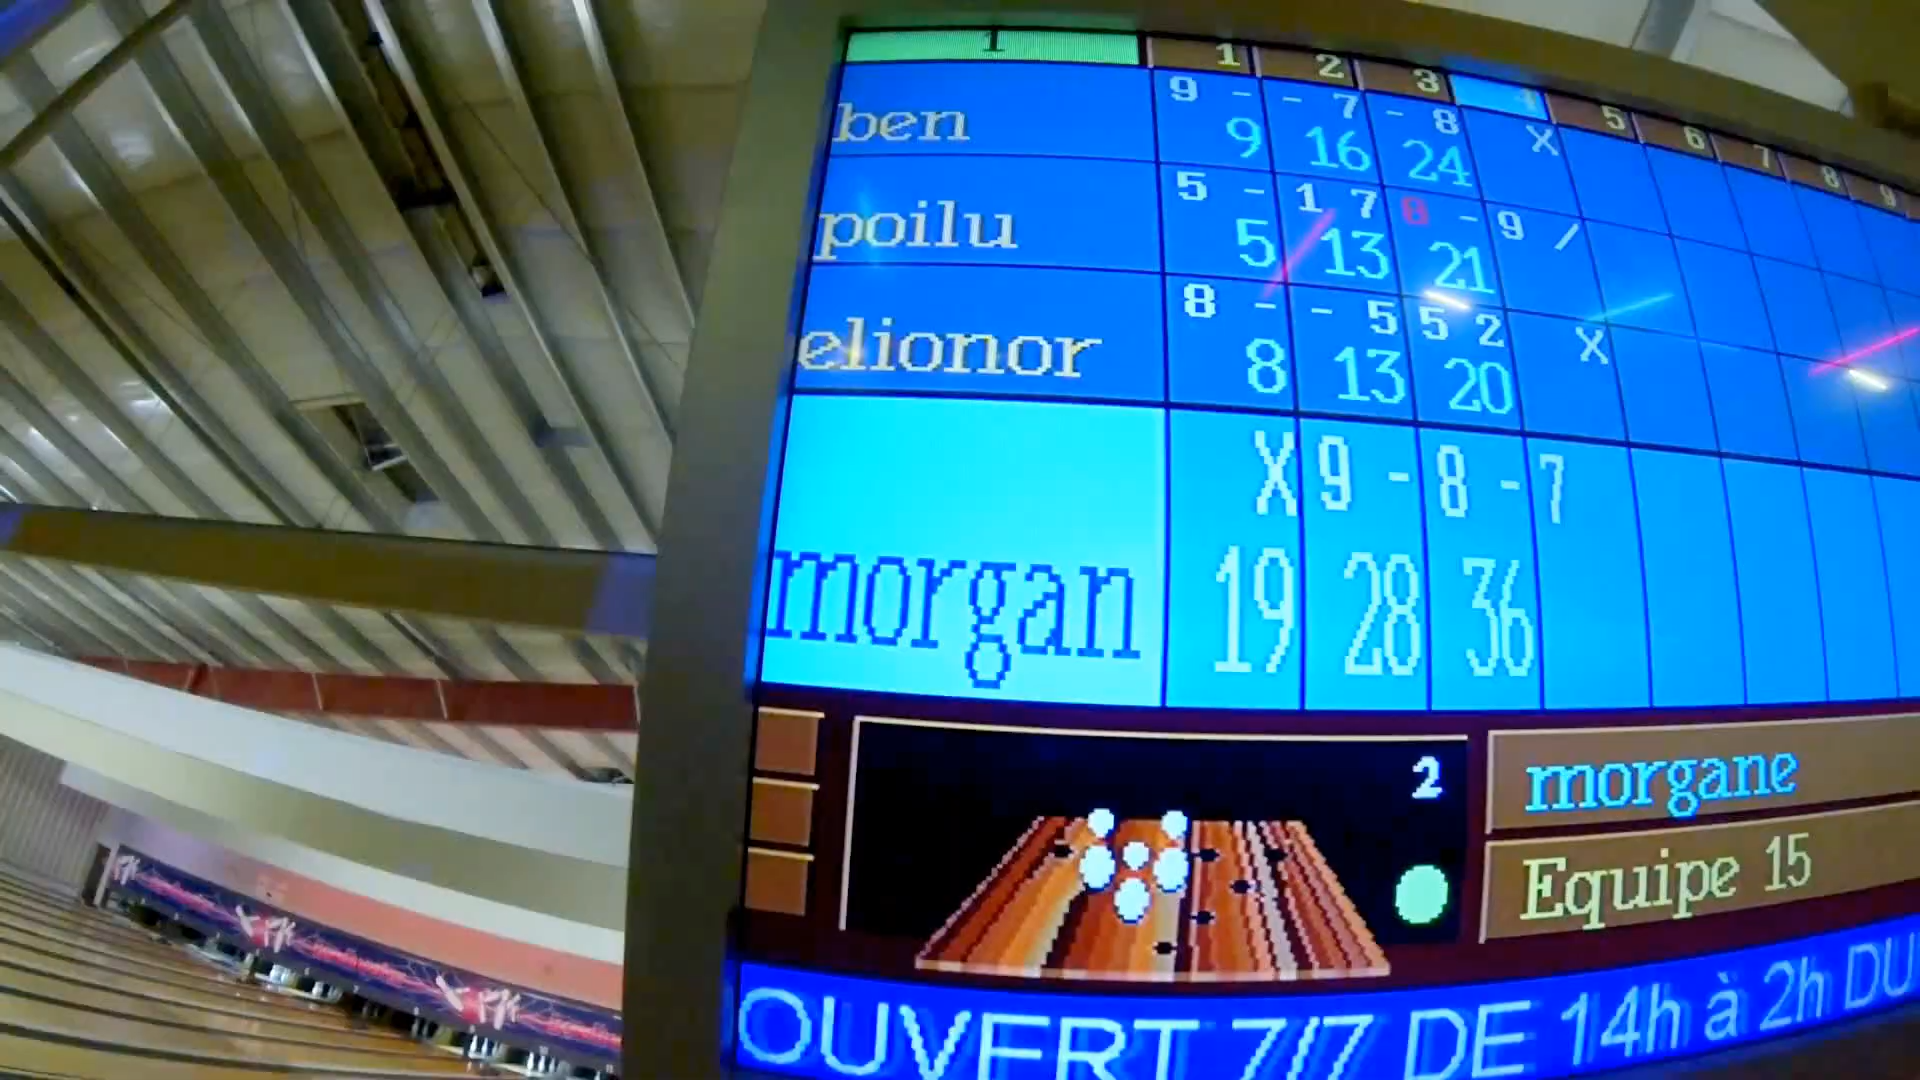 1 1 2 3 4 5 6 7 8 9
ben 9 - - 7 - 8 X
9 16 24
poilu 5 - 1 7 8 - 9 /
5 13 21
elionor 8 - - 5 5 2 X
8 13 20
morgan X 9 - 8 - 7
19 28 36
2
morgane
Equipe 15
OUVERT 7/7 DE 14h à 2h DU